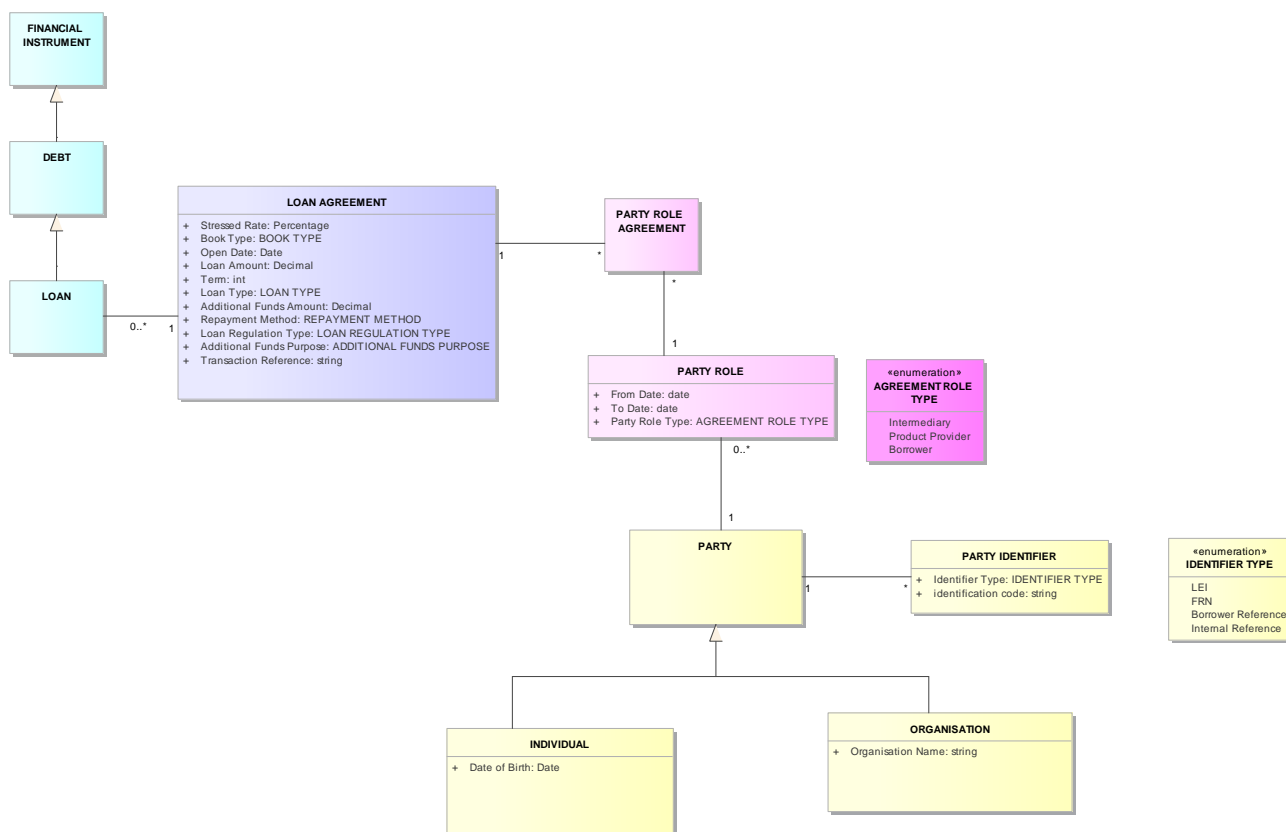 FINANCIAL
INSTRUMENT
DEBT
LOAN
0..*
1
LOAN AGREEMENT
+ Stressed Rate: Percentage
+ Book Type: BOOK TYPE
+ Open Date: Date
+ Loan Amount: Decimal
+ Term: int
+ Loan Type: LOAN TYPE
+ Additional Funds Amount: Decimal
+ Repayment Method: REPAYMENT METHOD
+ Loan Regulation Type: LOAN REGULATION TYPE
+ Additional Funds Purpose: ADDITIONAL FUNDS PURPOSE
+ Transaction Reference: string
1
*
PARTY ROLE
AGREEMENT
*
1
PARTY ROLE
+ From Date: date
+ To Date: date
+ Party Role Type: AGREEMENT ROLE TYPE
«enumeration»
AGREEMENT ROLE
TYPE
Intermediary
Product Provider
Borrower
0..*
1
PARTY
1
*
PARTY IDENTIFIER
+ Identifier Type: IDENTIFIER TYPE
+ identification code: string
«enumeration»
IDENTIFIER TYPE
LEI
FRN
Borrower Reference
Internal Reference
INDIVIDUAL
+ Date of Birth: Date
ORGANISATION
+ Organisation Name: string